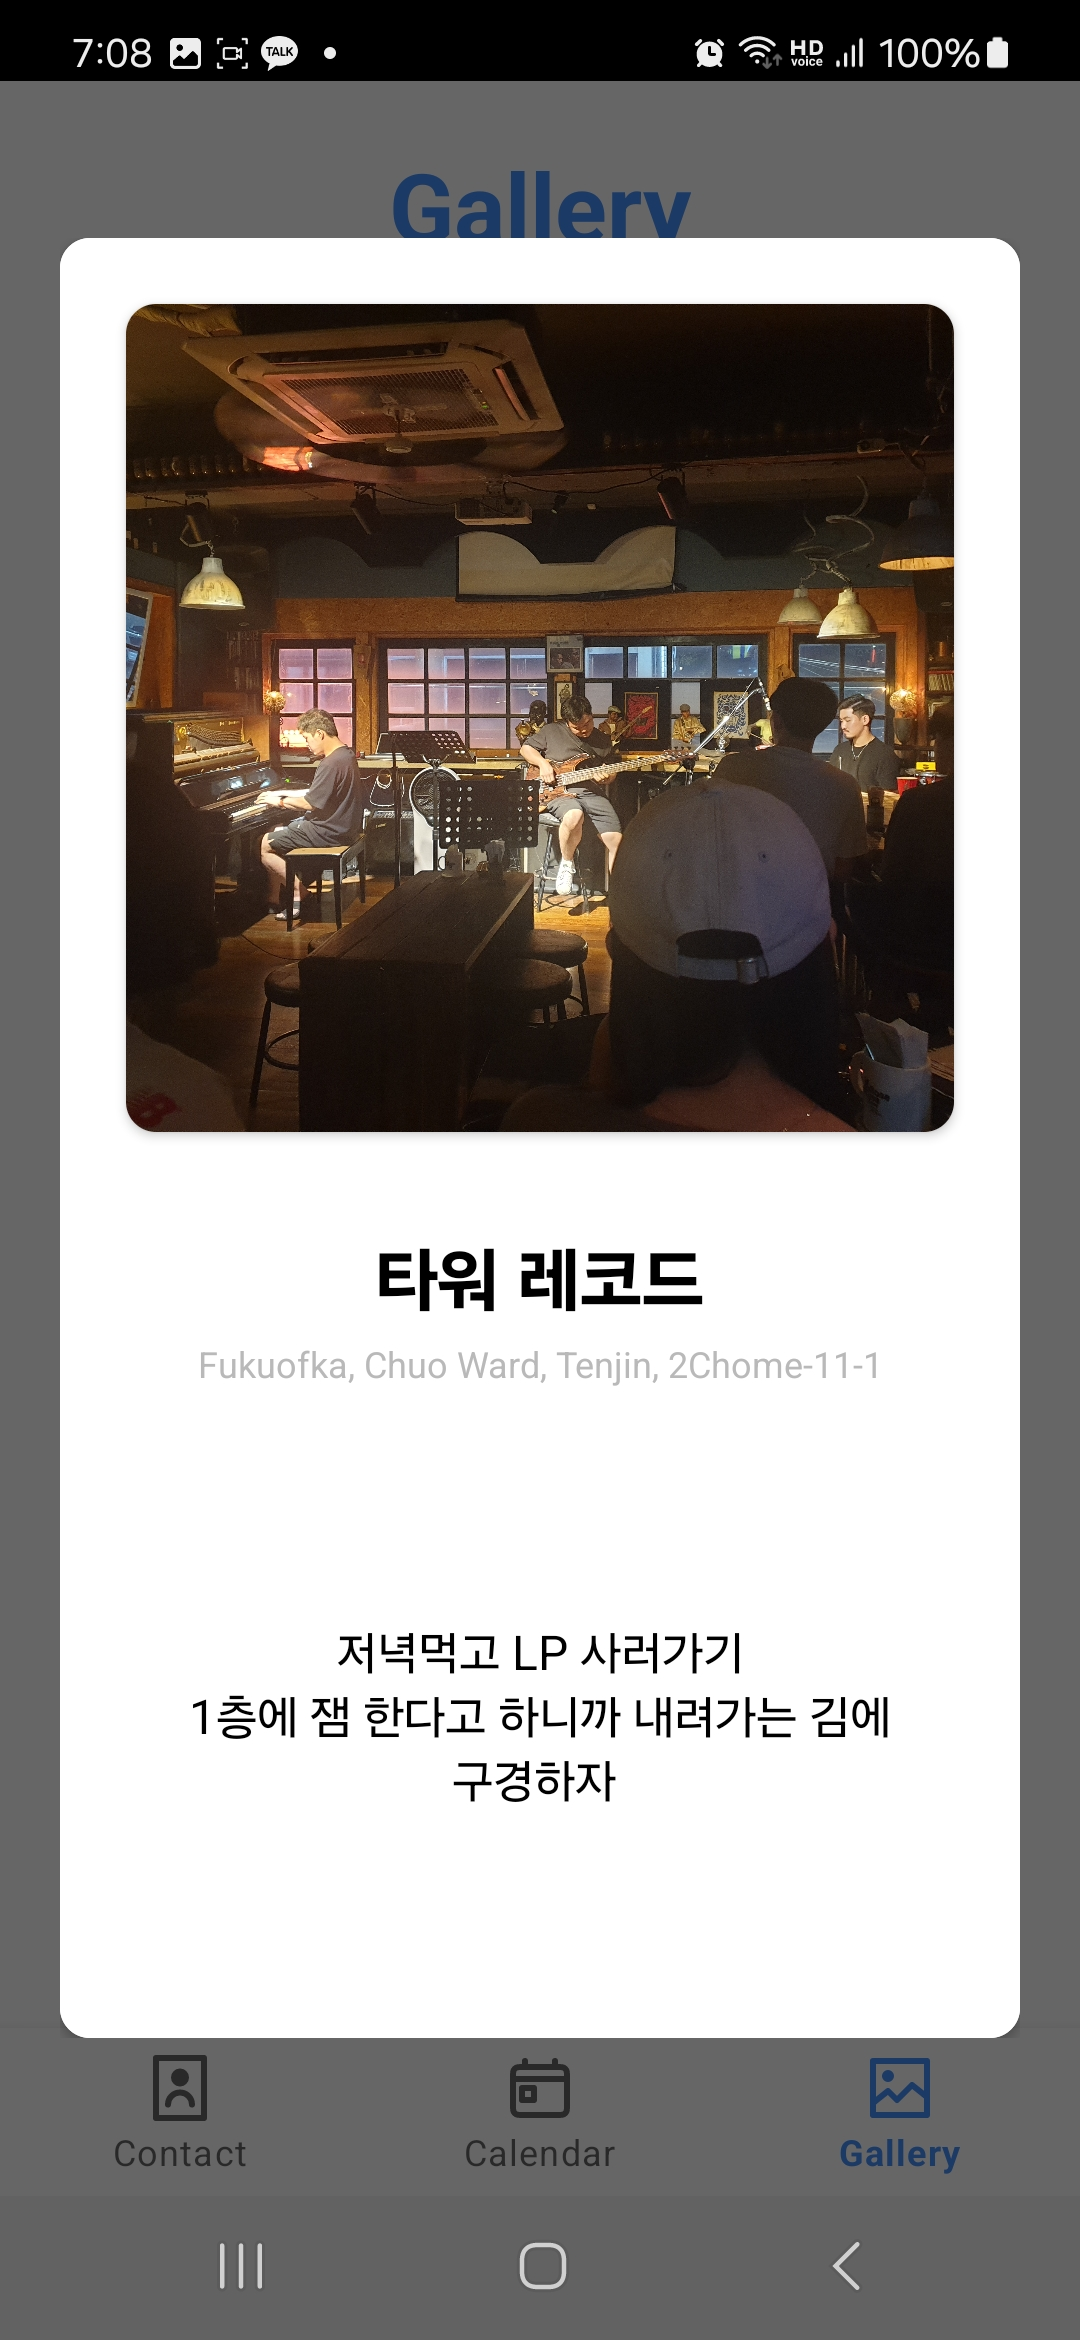 7:08 TALK HD voice 100%
Gallery
타워 레코드
Fukuofka, Chuo Ward, Tenjin, 2Chome-11-1
저녁먹고 LP 사러가기
1층에 잼 한다고 하니까 내려가는 김에
구경하자
Contact Calendar Gallery